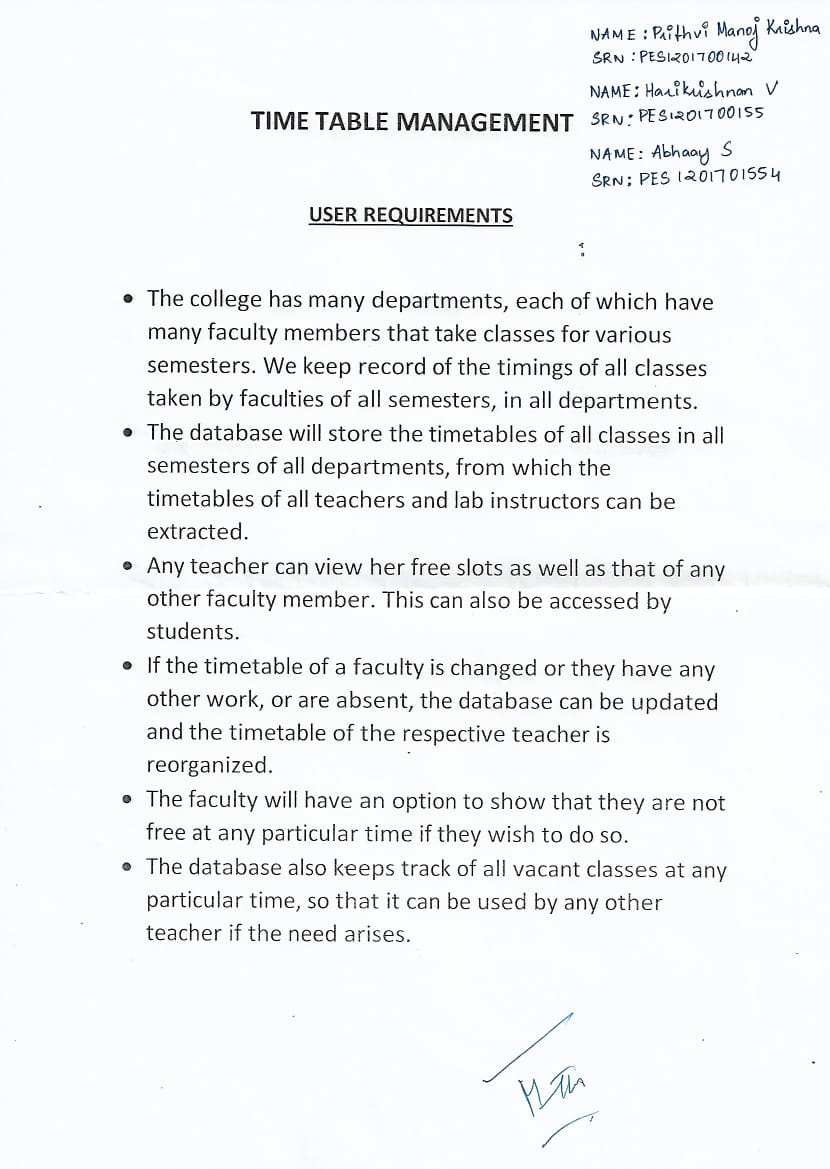 NAME : Prithvi Manoj Krishna
SRN : PES1201700142
NAME: Harikrishnan V
SRN: PES1201700155
NAME: Abhaay S
SRN: PES 1201701554
TIME TABLE MANAGEMENT
USER REQUIREMENTS
:
• The college has many departments, each of which have
many faculty members that take classes for various
semesters. We keep record of the timings of all classes
taken by faculties of all semesters, in all departments.
• The database will store the timetables of all classes in all
semesters of all departments, from which the
timetables of all teachers and lab instructors can be
extracted.
• Any teacher can view her free slots as well as that of any
other faculty member. This can also be accessed by
students.
• If the timetable of a faculty is changed or they have any
other work, or are absent, the database can be updated
and the timetable of the respective teacher is
reorganized.
• The faculty will have an option to show that they are not
free at any particular time if they wish to do so.
• The database also keeps track of all vacant classes at any
particular time, so that it can be used by any other
teacher if the need arises.